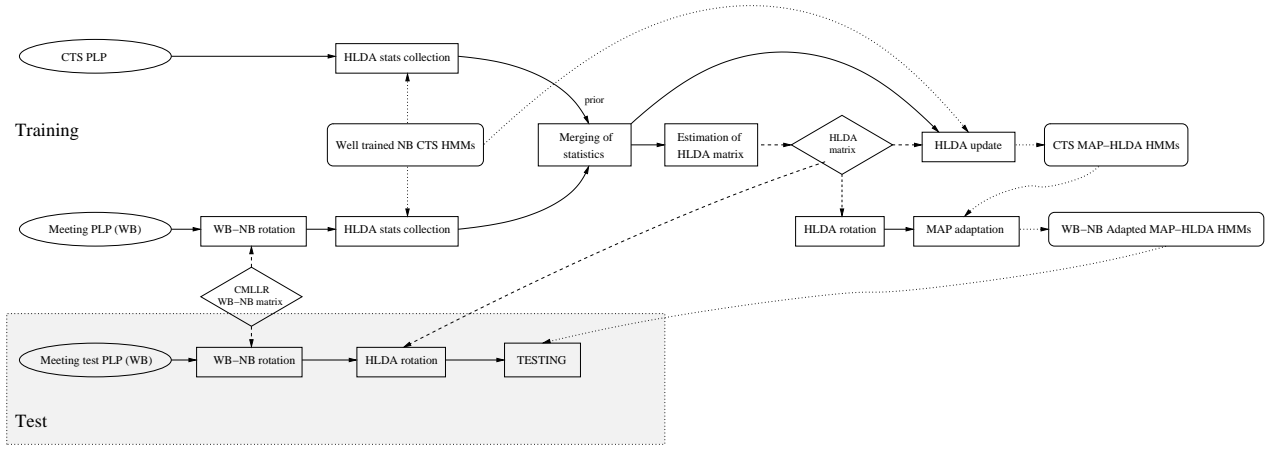 CTS PLP
HLDA stats collection
prior
Training
Well trained NB CTS HMMs
Merging of
statistics
Estimation of
HLDA matrix
HLDA
matrix
HLDA update
CTS MAP−HLDA HMMs
Meeting PLP (WB)
WB−NB rotation
HLDA stats collection
HLDA rotation
MAP adaptation
WB−NB Adapted MAP−HLDA HMMs
CMLLR
WB−NB matrix
Meeting test PLP (WB)
WB−NB rotation
HLDA rotation
TESTING
Test